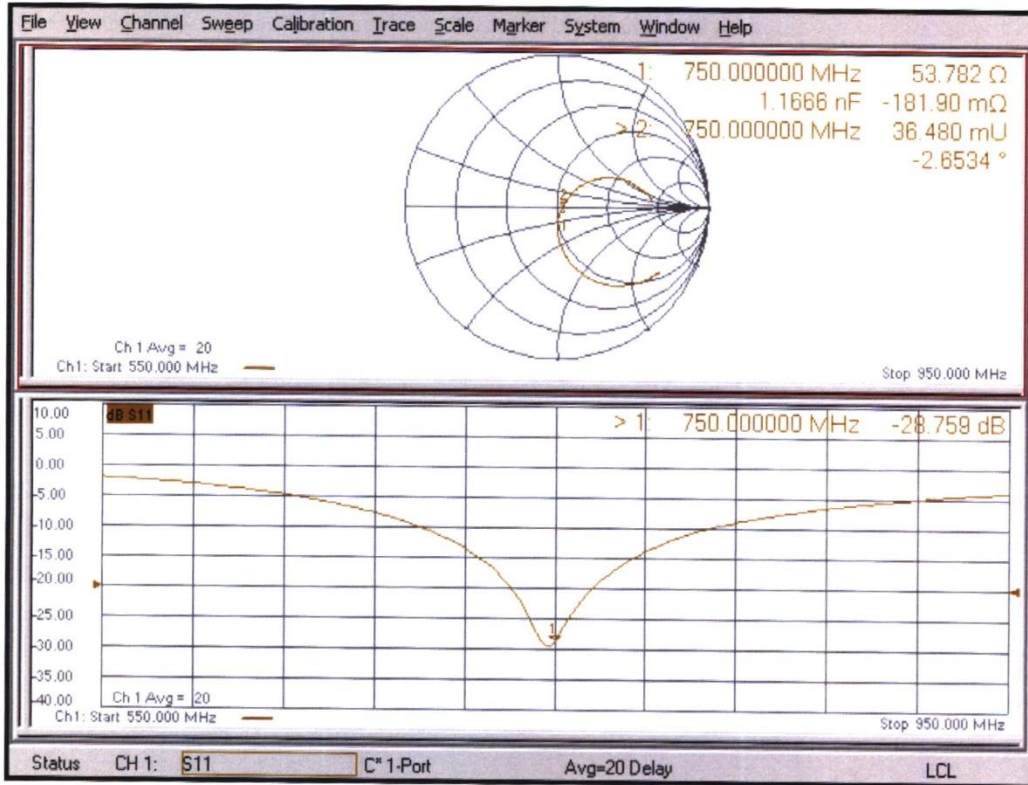 File View Channel Sweep Calibration Trace Scale Marker System Window Help
1: 750.000000 MHz 53.782 Ω
1.1666 nF -181.90 mΩ
> 2: 750.000000 MHz 36.480 mU
-2.6534 °
Ch 1 Avg = 20
Ch1: Start 550.000 MHz Stop 950.000 MHz
10.00 dB S11 > 1: 750.000000 MHz -28.759 dB
5.00
0.00
-5.00
-10.00
-15.00
-20.00
-25.00
1
-30.00
-35.00
-40.00 Ch 1 Avg = 20
Ch1: Start 550.000 MHz Stop 950.000 MHz
Status CH 1: S11 C* 1-Port Avg=20 Delay LCL